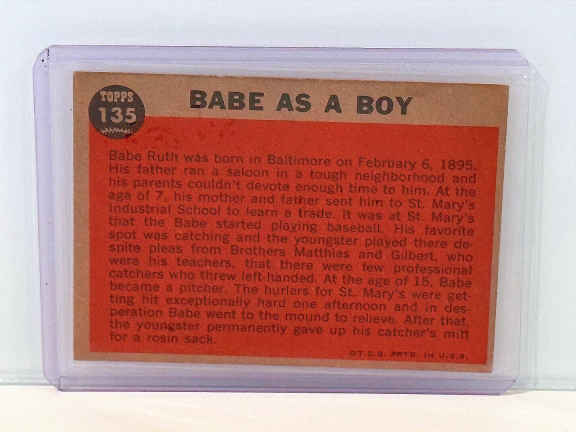 TOPPS
135
BABE AS A BOY
Babe Ruth was born in Baltimore on February 6, 1895.
His father ran a saloon in a tough neighborhood and
his parents couldn't devote enough time to him. At the
age of 7, his mother and father sent him to St. Mary's
Industrial School to learn a trade. It was at St. Mary's
that the Babe started playing baseball. His favorite
spot was catching and the youngster played there de-
spite pleas from Brothers Matthias and Gilbert, who
were his teachers, that there were few professional
catchers who threw left-handed. At the age of 15, Babe
became a pitcher. The hurlers for St. Mary's were get-
ting hit exceptionally hard one afternoon and in des-
peration Babe went to the mound to relieve. After that,
the youngster permanently gave up his catcher's mitt
for a rosin sack.
©T.C.G. PRTD. IN U.S.A.